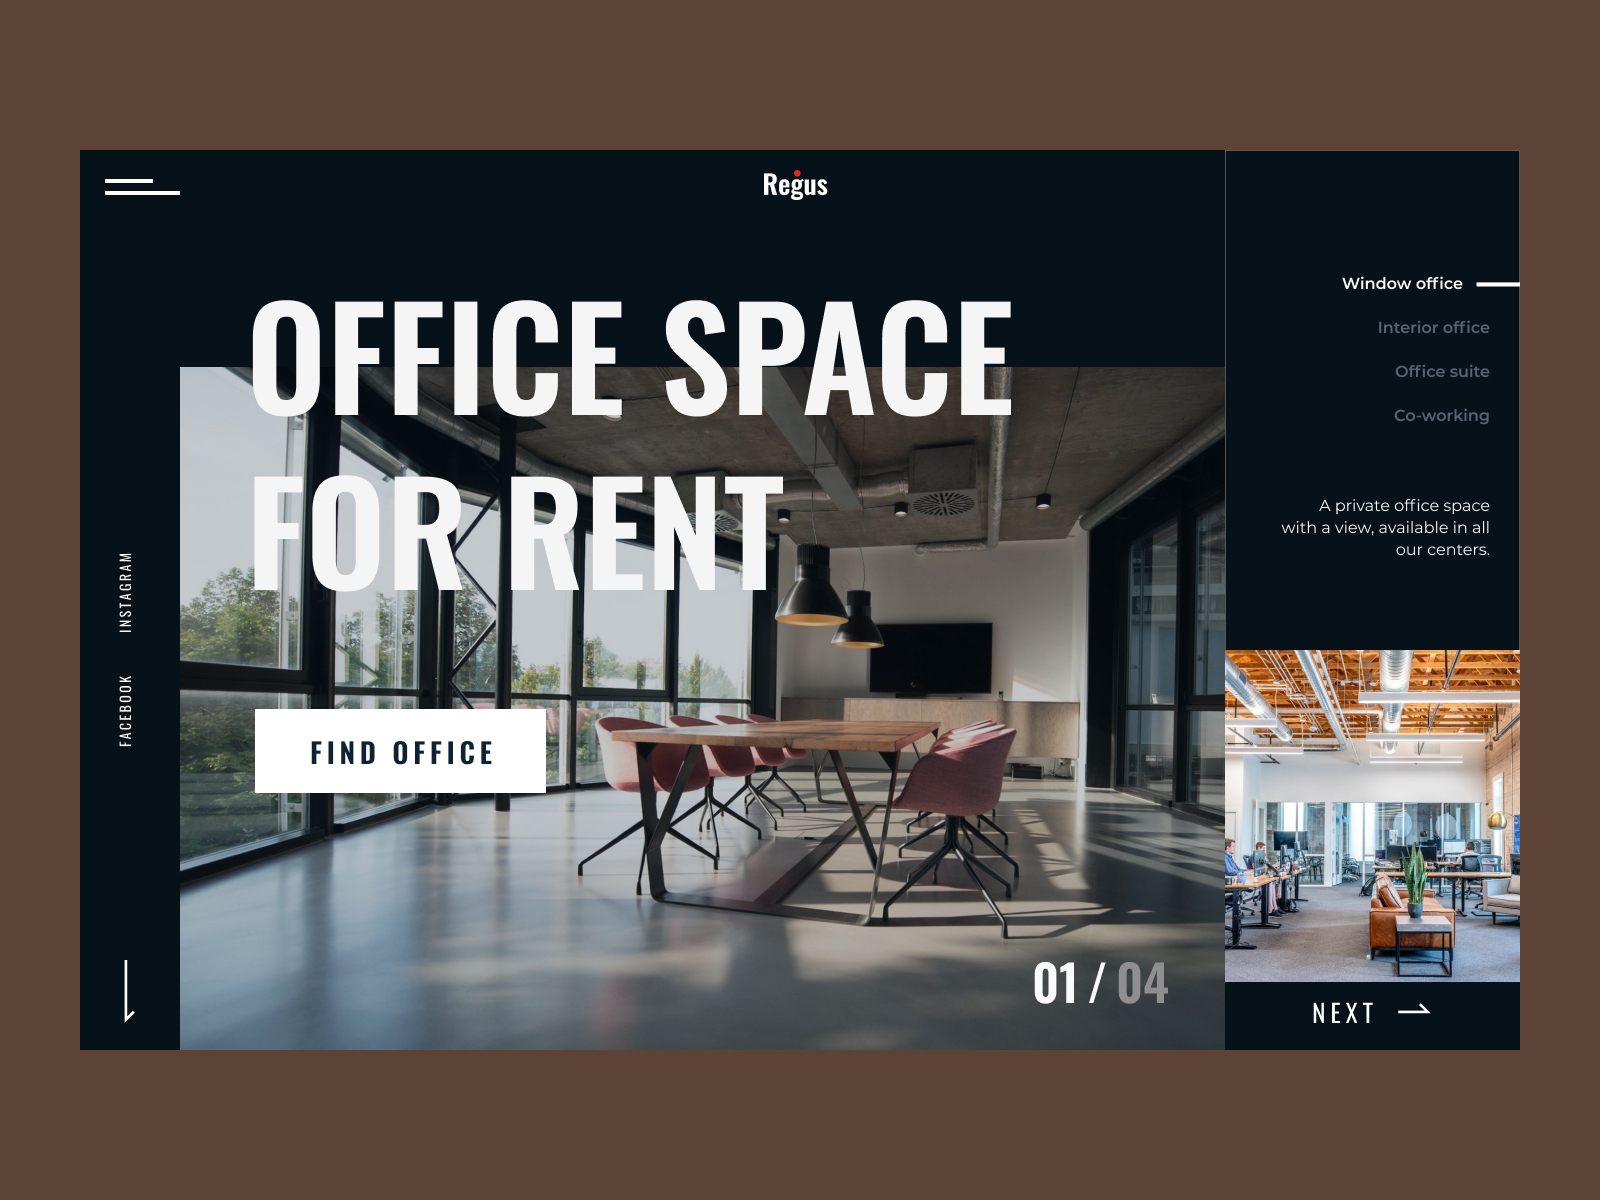 Regus
OFFICE SPACE
FOR RENT
FIND OFFICE
INSTAGRAM
FACEBOOK
01 / 04
Window office
Interior office
Office suite
Co-working
A private office space
with a view, available in all
our centers.
NEXT